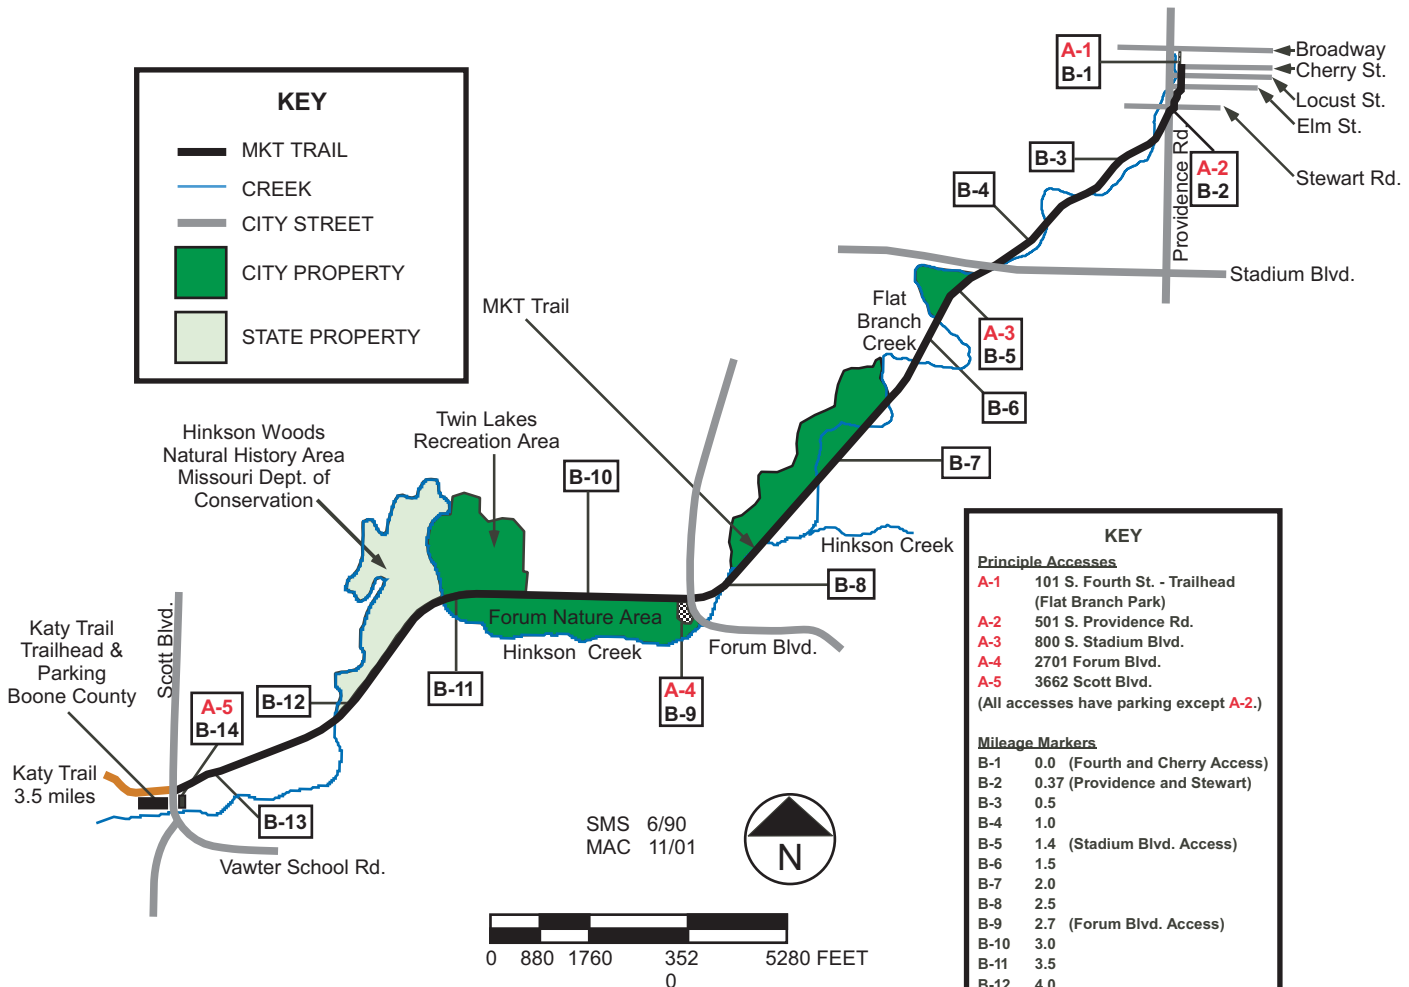 A-1
B-1
Broadway
Cherry St.
Locust St.
Elm St.
Stewart Rd.
KEY
MKT TRAIL
CREEK
CITY STREET
CITY PROPERTY
STATE PROPERTY
B-3
A-2
B-2
Providence Rd.
B-4
Stadium Blvd.
MKT Trail
Flat
Branch
Creek
A-3
B-5
B-6
Twin Lakes
Recreation Area
Hinkson Woods
Natural History Area
Missouri Dept. of
Conservation
B-10
B-7
Hinkson Creek
B-8
Forum Nature Area
Hinkson Creek
Forum Blvd.
Scott Blvd.
Katy Trail
Trailhead &
Parking
Boone County
B-11
A-4
B-9
B-12
A-5
B-14
Katy Trail
3.5 miles
B-13
Vawter School Rd.
SMS 6/90
MAC 11/01
N
0 880 1760 352 5280 FEET
0
KEY
Principle Accesses
A-1 101 S. Fourth St. - Trailhead
(Flat Branch Park)
A-2 501 S. Providence Rd.
A-3 800 S. Stadium Blvd.
A-4 2701 Forum Blvd.
A-5 3662 Scott Blvd.
(All accesses have parking except A-2.)
Mileage Markers
B-1 0.0 (Fourth and Cherry Access)
B-2 0.37 (Providence and Stewart)
B-3 0.5
B-4 1.0
B-5 1.4 (Stadium Blvd. Access)
B-6 1.5
B-7 2.0
B-8 2.5
B-9 2.7 (Forum Blvd. Access)
B-10 3.0
B-11 3.5
B-12 4.0